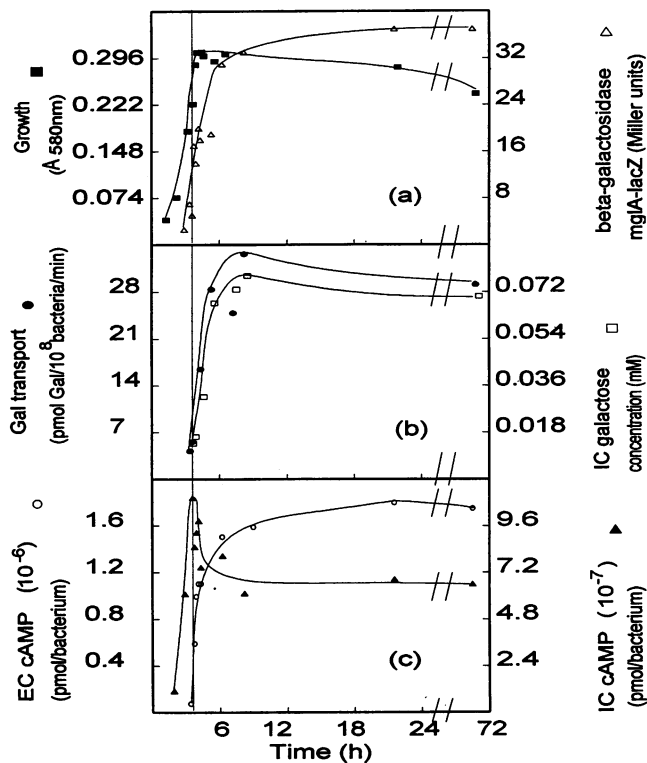 Growth ■
(A 580nm)
0.296
0.222
0.148
0.074
32
24
16
8
(a)
beta-galactosidase △
mglA-lacZ (Miller units)
Gal transport ●
(pmol Gal/10^8 bacteria/min)
28
21
14
7
0.072
0.054
0.036
0.018
(b)
IC galactose □
concentration (mM)
EC cAMP (10^-6) ○
(pmol/bacterium)
1.6
1.2
0.8
0.4
9.6
7.2
4.8
2.4
(c)
IC cAMP (10^-7) ▲
(pmol/bacterium)
6 12 18 24 72
Time (h)